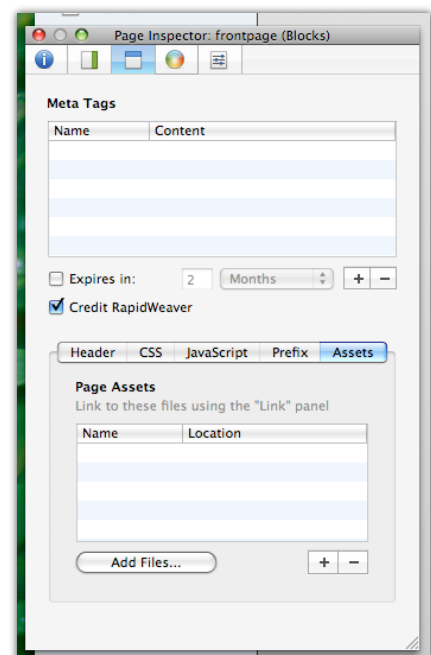 Page Inspector: frontpage (Blocks)
Meta Tags
Name Content
Expires in: 2 Months + −
Credit RapidWeaver
Header CSS JavaScript Prefix Assets
Page Assets
Link to these files using the "Link" panel
Name Location
Add Files... + −